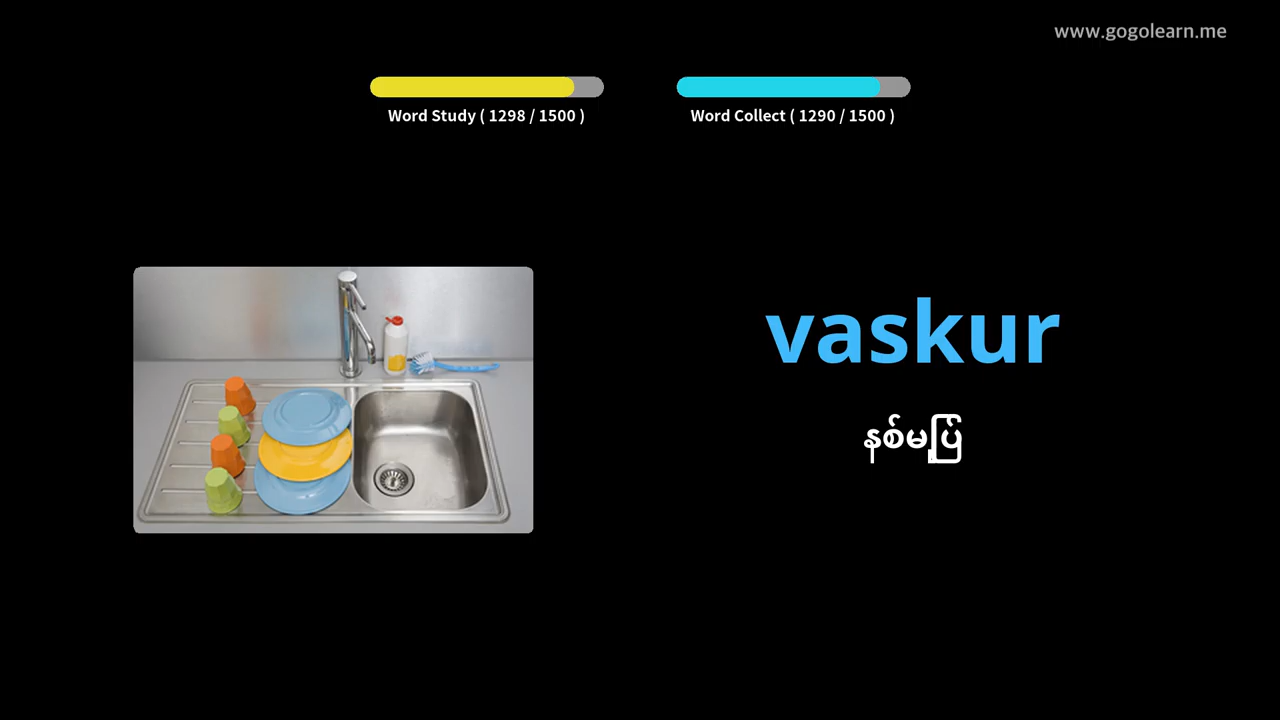 www.gogolearn.me
Word Study ( 1298 / 1500 )
Word Collect ( 1290 / 1500 )
vaskur
နစ်မြုပ်